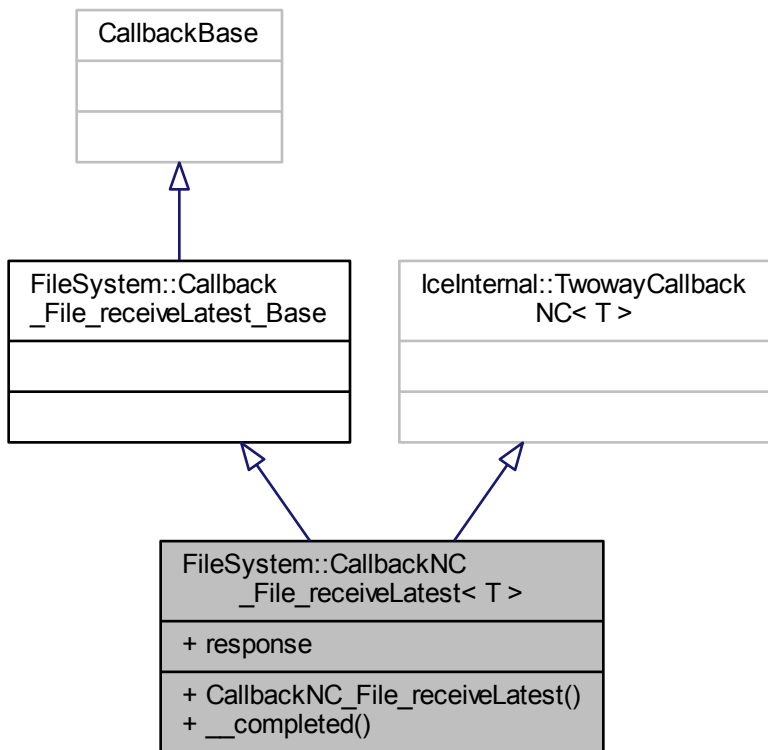 CallbackBase
FileSystem::Callback
_File_receiveLatest_Base
IceInternal::TwowayCallback
NC< T >
FileSystem::CallbackNC
_File_receiveLatest< T >
+ response
+ CallbackNC_File_receiveLatest()
+ __completed()